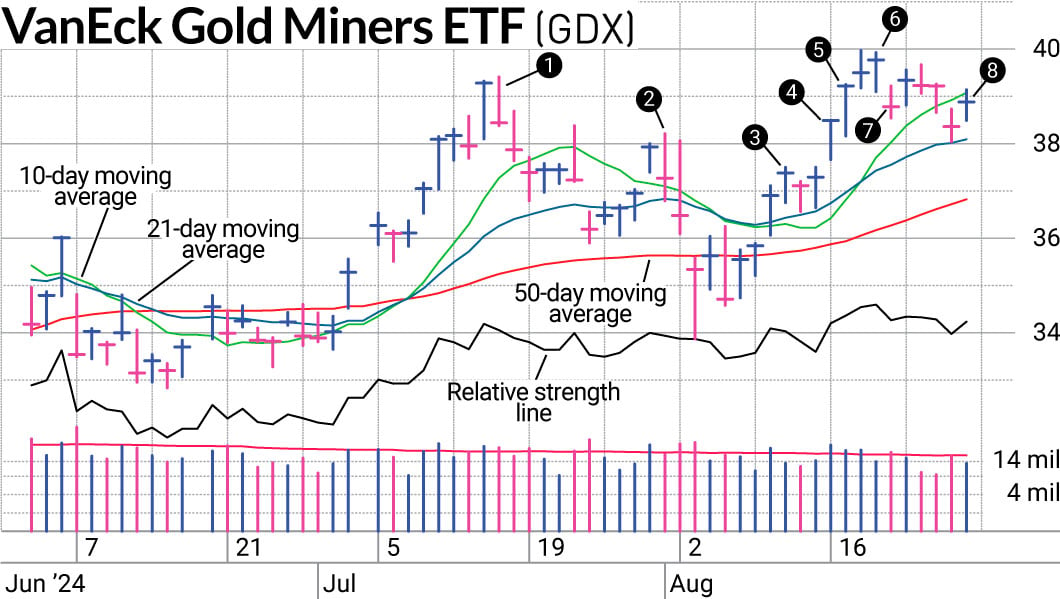 VanEck Gold Miners ETF (GDX)
40
6
5
1
8
4
2
7
38
3
10-day moving
average
21-day moving
average
36
50-day moving
average
34
Relative strength
line
14 mil
4 mil
7
21
5
19
2
16
Jun ’24
Jul
Aug